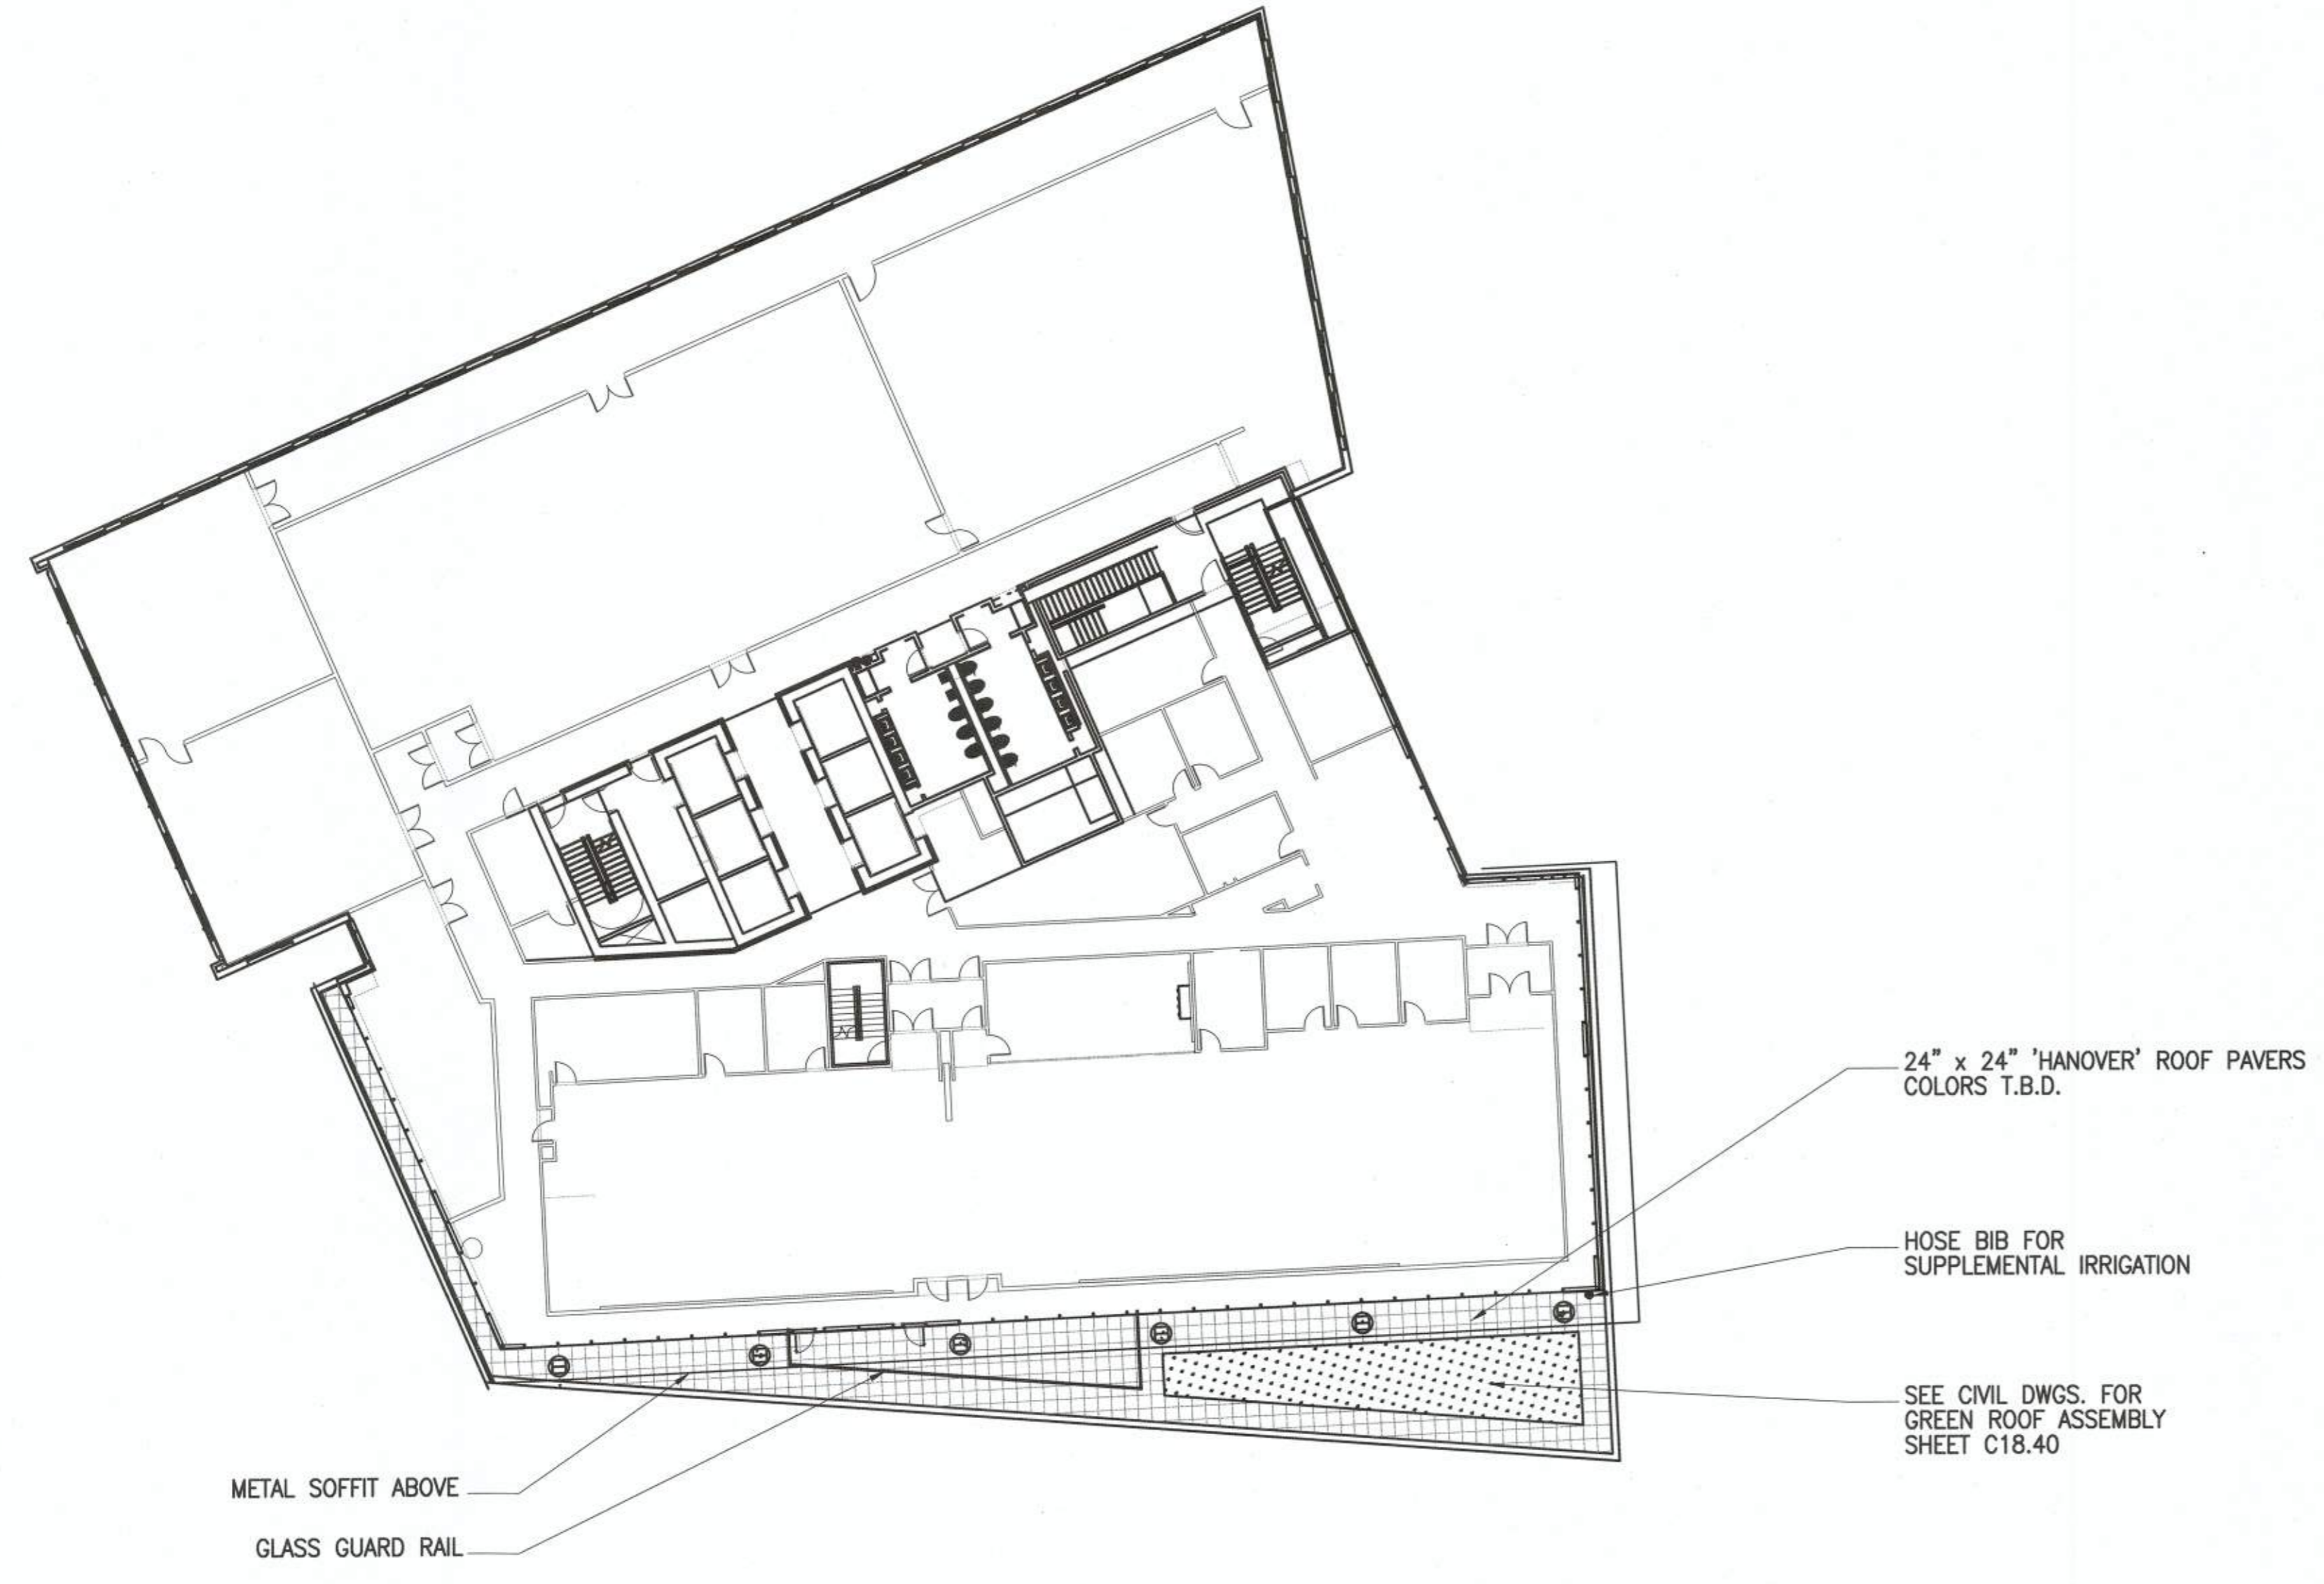 24" x 24" 'HANOVER' ROOF PAVERS
COLORS T.B.D.
HOSE BIB FOR
SUPPLEMENTAL IRRIGATION
SEE CIVIL DWGS. FOR
GREEN ROOF ASSEMBLY
SHEET C18.40
METAL SOFFIT ABOVE
GLASS GUARD RAIL